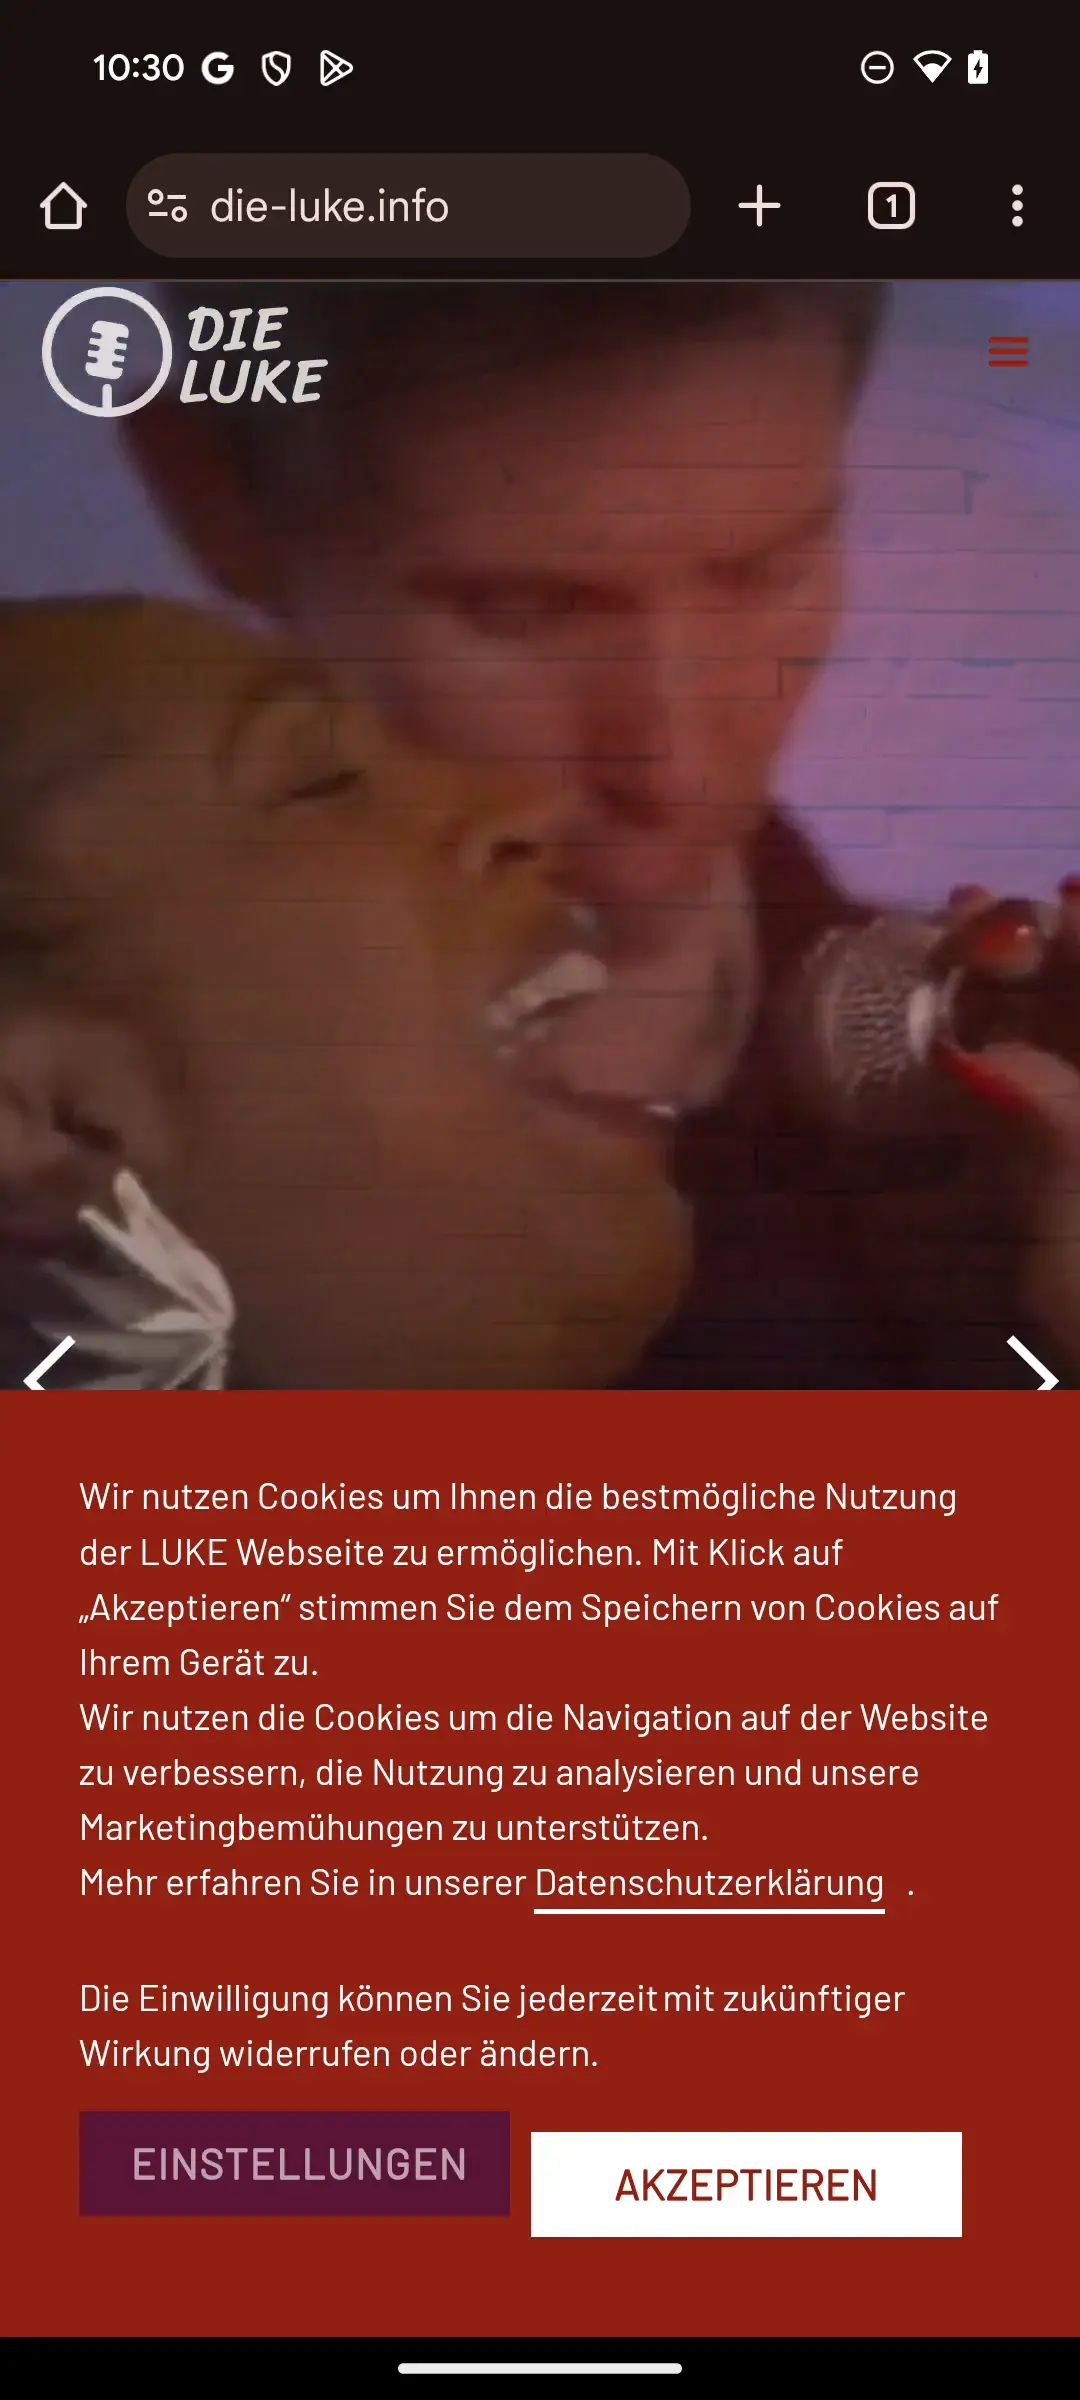 10:30
die-luke.info
1
DIE
LUKE
Wir nutzen Cookies um Ihnen die bestmögliche Nutzung
der LUKE Webseite zu ermöglichen. Mit Klick auf
„Akzeptieren“ stimmen Sie dem Speichern von Cookies auf
Ihrem Gerät zu.
Wir nutzen die Cookies um die Navigation auf der Website
zu verbessern, die Nutzung zu analysieren und unsere
Marketingbemühungen zu unterstützen.
Mehr erfahren Sie in unserer Datenschutzerklärung .
Die Einwilligung können Sie jederzeit mit zukünftiger
Wirkung widerrufen oder ändern.
EINSTELLUNGEN
AKZEPTIEREN